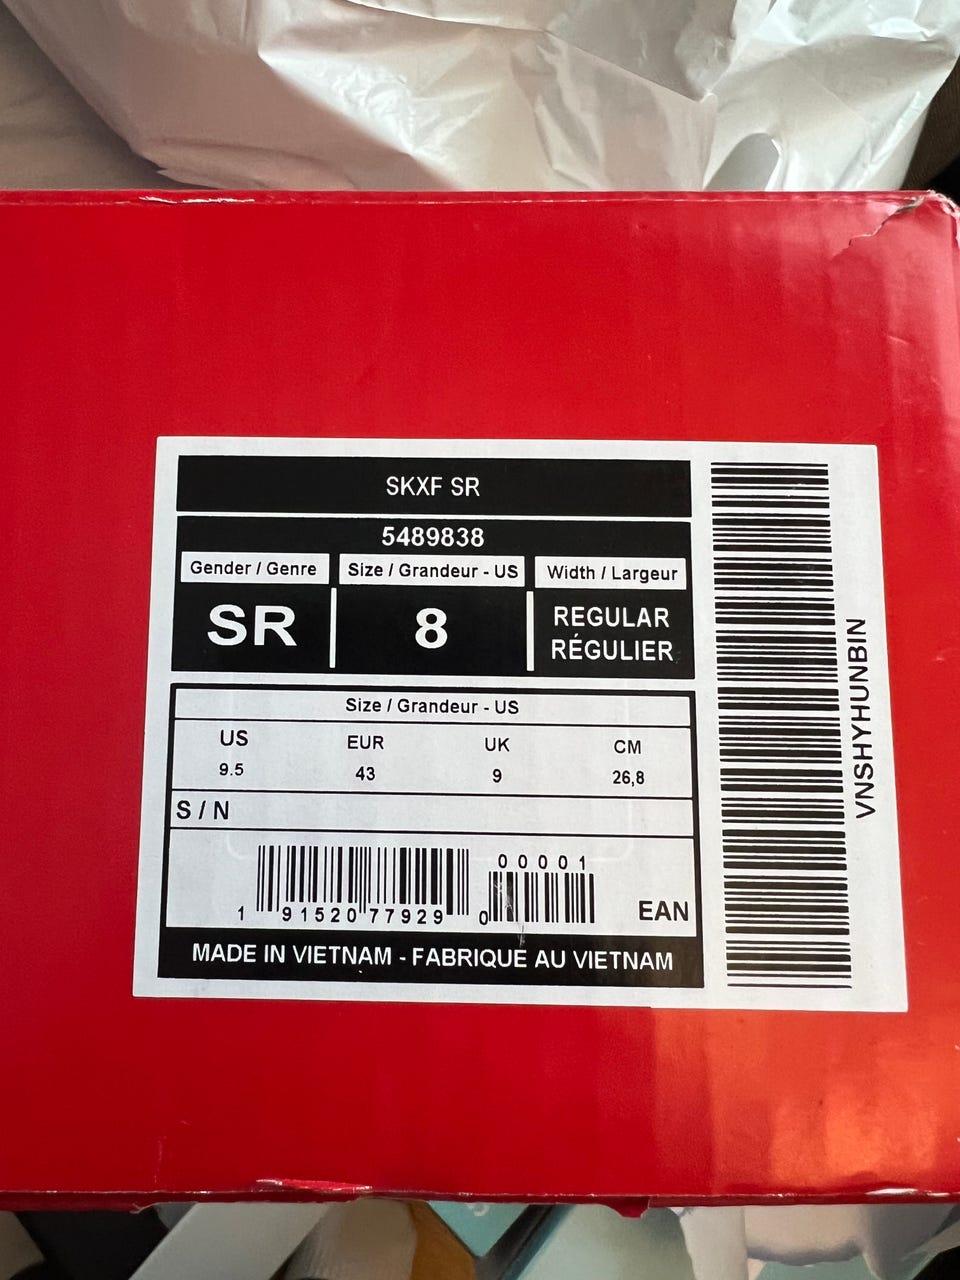 SKXF SR
5489838
Gender / Genre Size / Grandeur - US Width / Largeur
SR 8 REGULAR
RÉGULIER
Size / Grandeur - US
US EUR UK CM
9.5 43 9 26,8
S / N
00001
1 91520 77929 0
EAN
MADE IN VIETNAM - FABRIQUE AU VIETNAM
VNSHYHUNBIN